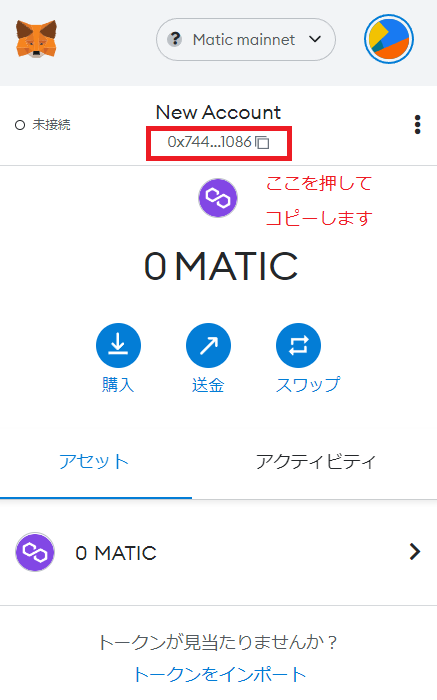 ? Matic mainnet
New Account
未接続
0x744...1086
ここを押して
コピーします
0 MATIC
購入
送金
スワップ
アセット
アクティビティ
0 MATIC
トークンが見当たりませんか？
トークンをインポート